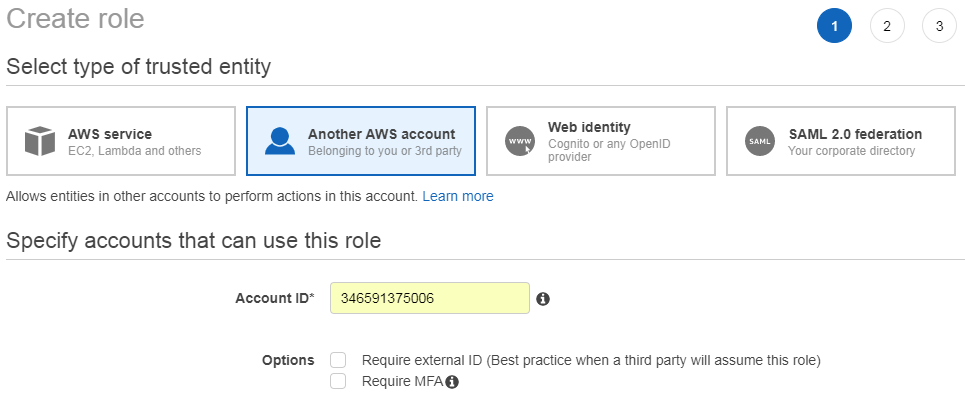 Create role
1 2 3
Select type of trusted entity
AWS service
EC2, Lambda and others
Another AWS account
Belonging to you or 3rd party
www
Web identity
Cognito or any OpenID
provider
SAML
SAML 2.0 federation
Your corporate directory
Allows entities in other accounts to perform actions in this account. Learn more
Specify accounts that can use this role
Account ID* 346591375006
Options Require external ID (Best practice when a third party will assume this role)
Require MFA